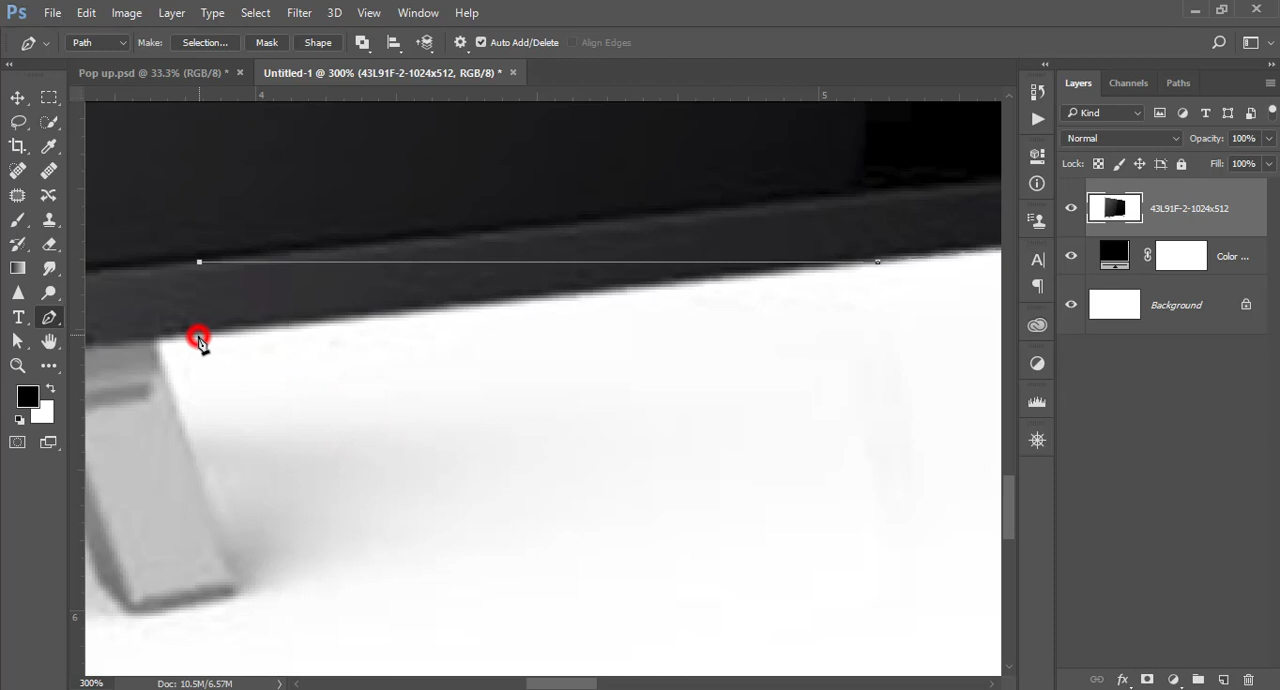 Ps File Edit Image Layer Type Select Filter 3D View Window Help
Path Make: Selection... Mask Shape Auto Add/Delete Align Edges
Pop up.psd @ 33.3% (RGB/8) * × Untitled-1 @ 300% (43L91F-2-1024x512, RGB/8) * ×
Layers Channels Paths
4 5
Kind
Normal Opacity: 100%
Lock: Fill: 100%
43L91F-2-1024x512
Color ...
Background
6
300% Doc: 10.5M/6.57M